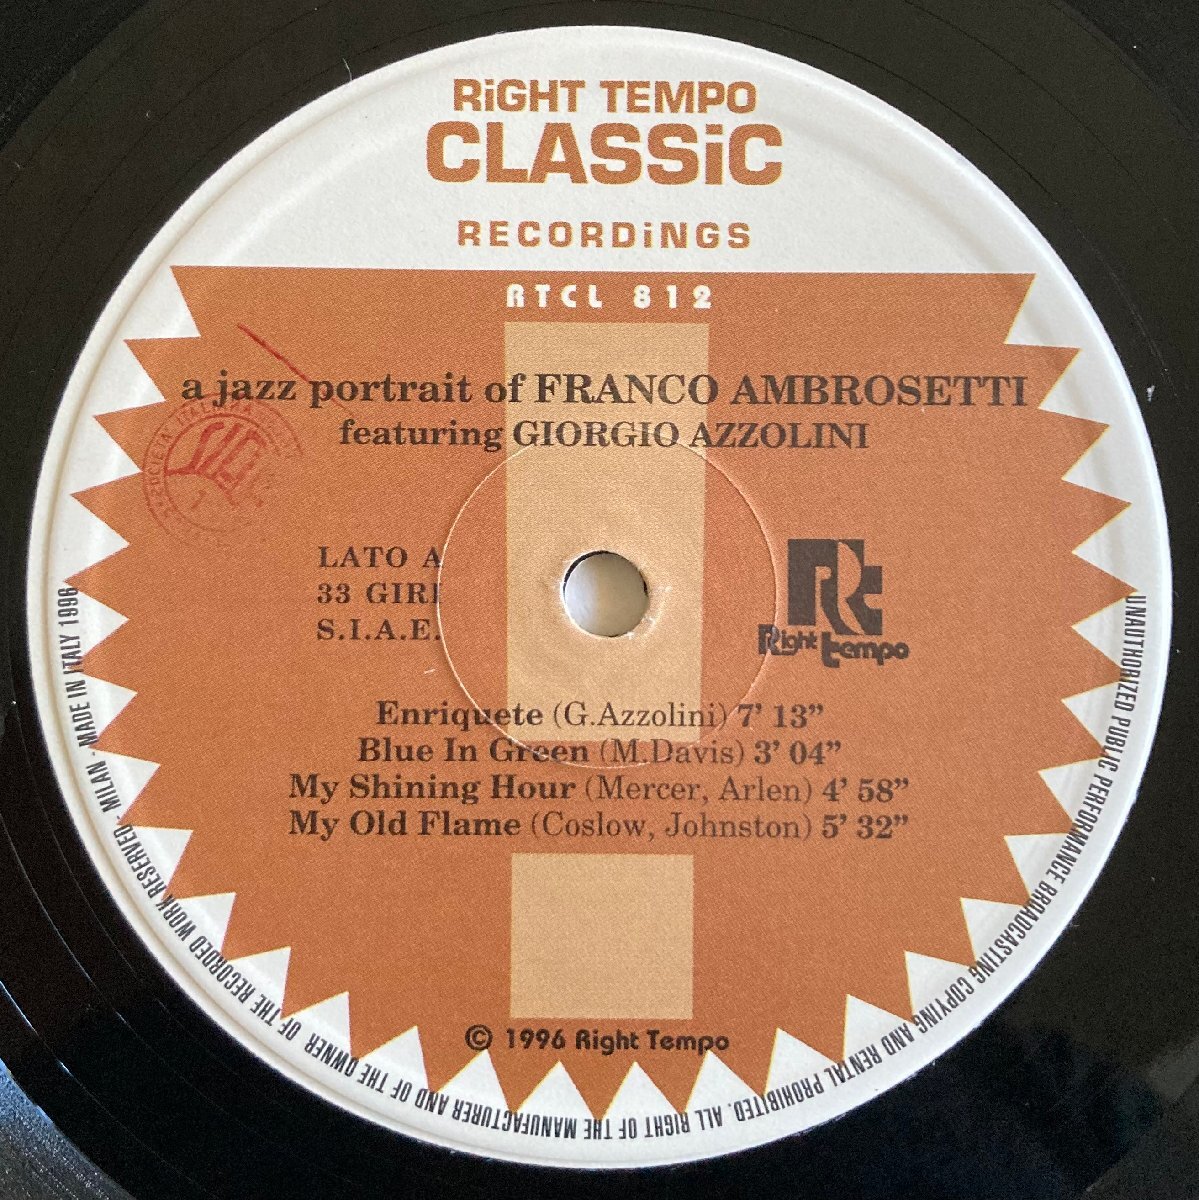 RiGHT TEMPO
CLASSiC
RECORDiNGS
RTCL 812
a jazz portrait of FRANCO AMBROSETTI
featuring GIORGIO AZZOLINI
LATO A
33 GIRI
S.I.A.E.
Right tempo
Enriquete (G.Azzolini) 7’ 13”
Blue In Green (M.Davis) 3’ 04”
My Shining Hour (Mercer, Arlen) 4’ 58”
My Old Flame (Coslow, Johnston) 5’ 32”
© 1996 Right Tempo
UNAUTHORIZED PUBLIC PERFORMANCE BROADCASTING COPYING AND RENTAL PROHIBITED. ALL RIGHT OF THE MANUFACTURER AND OF THE OWNER OF THE RECORDED WORK RESERVED- MILAN - MADE IN ITALY 1996